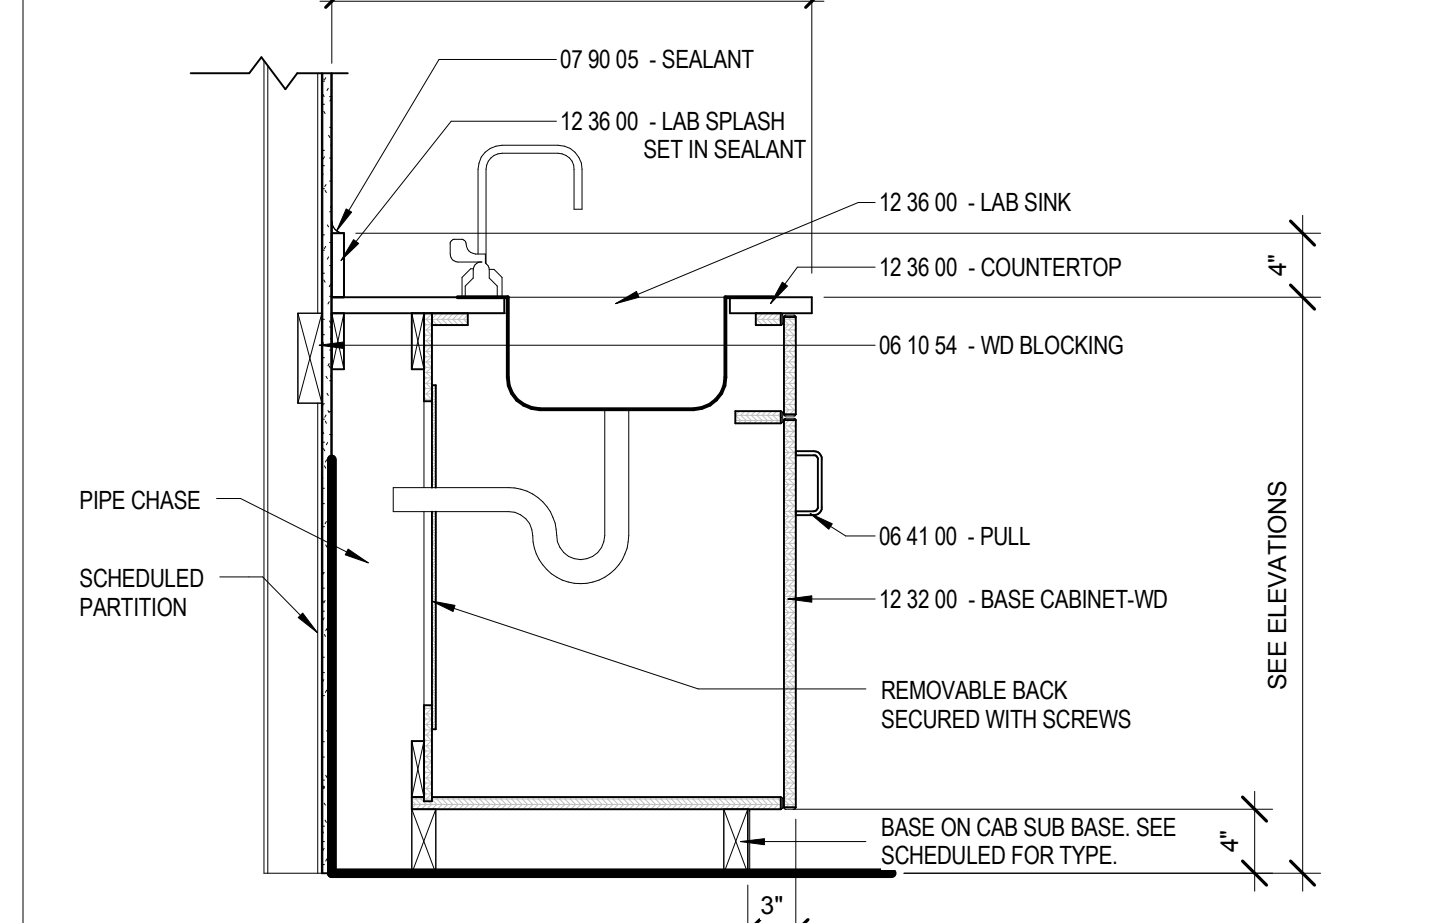 07 90 05 - SEALANT
12 36 00 - LAB SPLASH
SET IN SEALANT
12 36 00 - LAB SINK
4"
12 36 00 - COUNTERTOP
06 10 54 - WD BLOCKING
PIPE CHASE
SEE ELEVATIONS
06 41 00 - PULL
SCHEDULED
PARTITION
12 32 00 - BASE CABINET-WD
REMOVABLE BACK
SECURED WITH SCREWS
BASE ON CAB SUB BASE. SEE
SCHEDULED FOR TYPE.
4"
3"